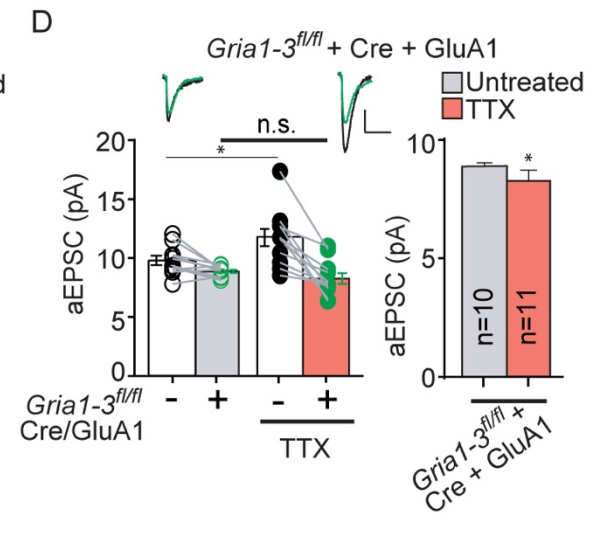 D
d
Gria1-3fl/fl + Cre + GluA1
Untreated
TTX
n.s.
*
20
15
10
5
0
aEPSC (pA)
Gria1-3fl/fl
Cre/GluA1
- + - +
TTX
10
5
0
aEPSC (pA)
*
n=10
n=11
Gria1-3fl/fl +
Cre + GluA1